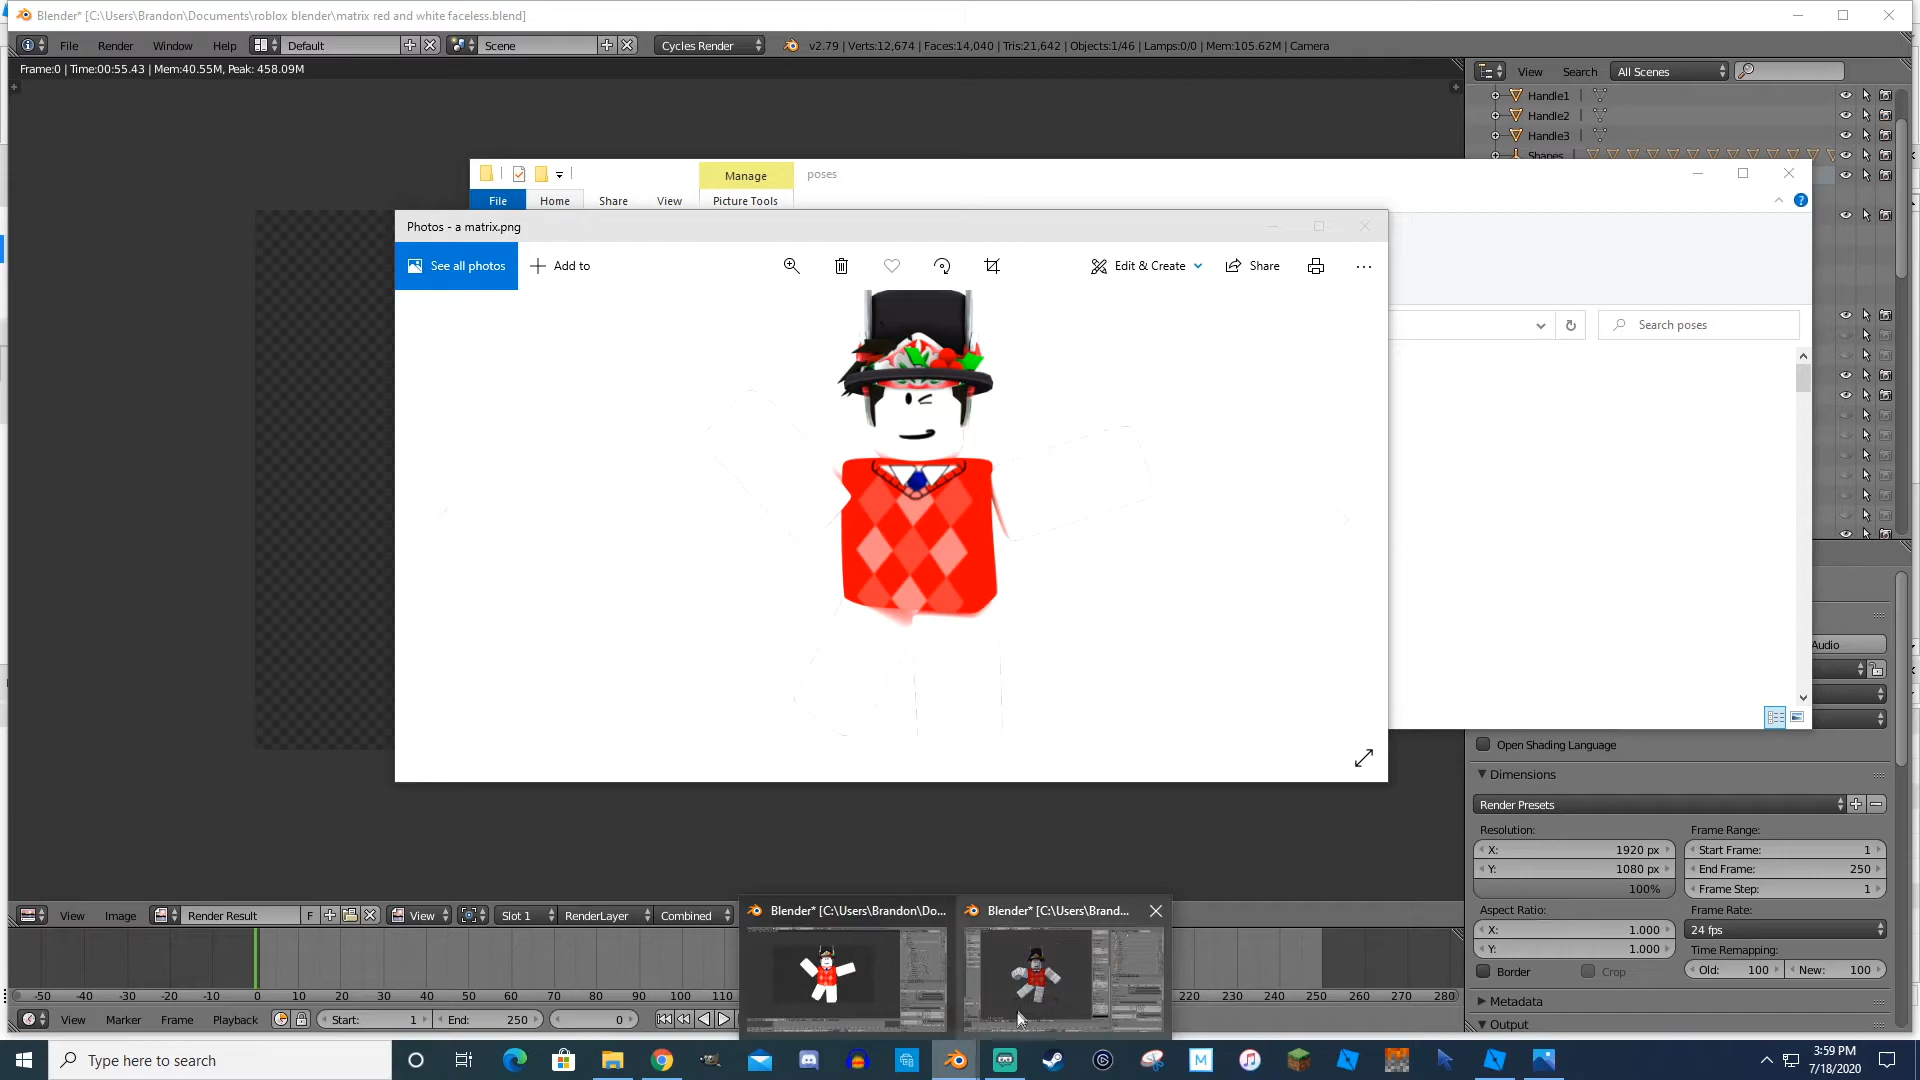 Blender* [C:\Users\Brandon\Documents\roblox blender\matrix red and white faceless.blend]
File Render Window Help Default Scene Cycles Render v2.79 | Verts:12,674 | Faces:14,040 | Tris:21,642 | Objects:1/46 | Lamps:0/0 | Mem:105.62M | Camera
Frame:0 | Time:00:55.43 | Mem:40.55M, Peak: 458.09M
View Search All Scenes
Handle1
Handle2
Handle3
Shapes
Manage poses
File Home Share View Picture Tools
Photos - a matrix.png
See all photos Add to Edit & Create Share
Search poses
Audio
Open Shading Language
Dimensions
Render Presets
Resolution: Frame Range:
X: 1920 px Start Frame: 1
Y: 1080 px End Frame: 250
100% Frame Step: 1
Aspect Ratio: Frame Rate:
X: 1.000 24 fps
Y: 1.000 Time Remapping:
Border Crop Old: 100 New: 100
Metadata
Output
Blender* [C:\Users\Brandon\Do... Blender* [C:\Users\Brand...
View Image Render Result F View Slot 1 RenderLayer Combined
-50 -40 -30 -20 -10 0 10 20 30 40 50 60 70 80 90 100 110 220 230 240 250 260 270 280
View Marker Frame Playback Start: 1 End: 250 0
Type here to search
M
3:59 PM
7/18/2020